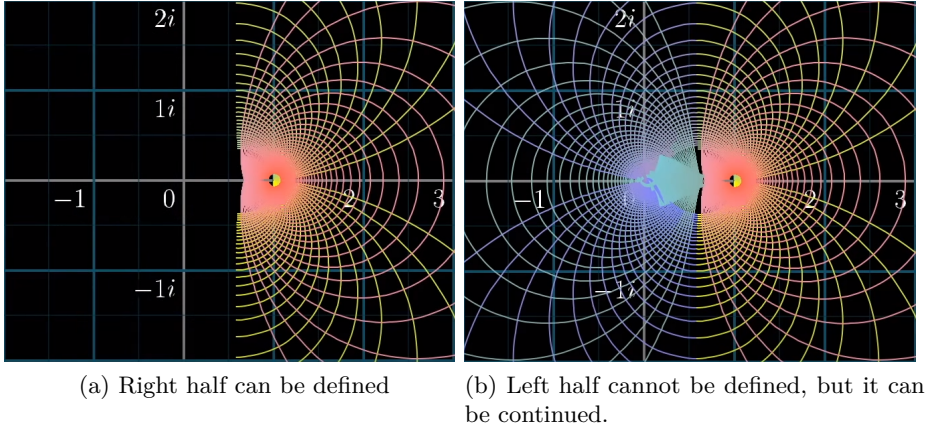 2i
1i
−1
0
2
3
−1i
2i
1i
−1
2
3
−1i
(a) Right half can be defined
(b) Left half cannot be defined, but it can
be continued.